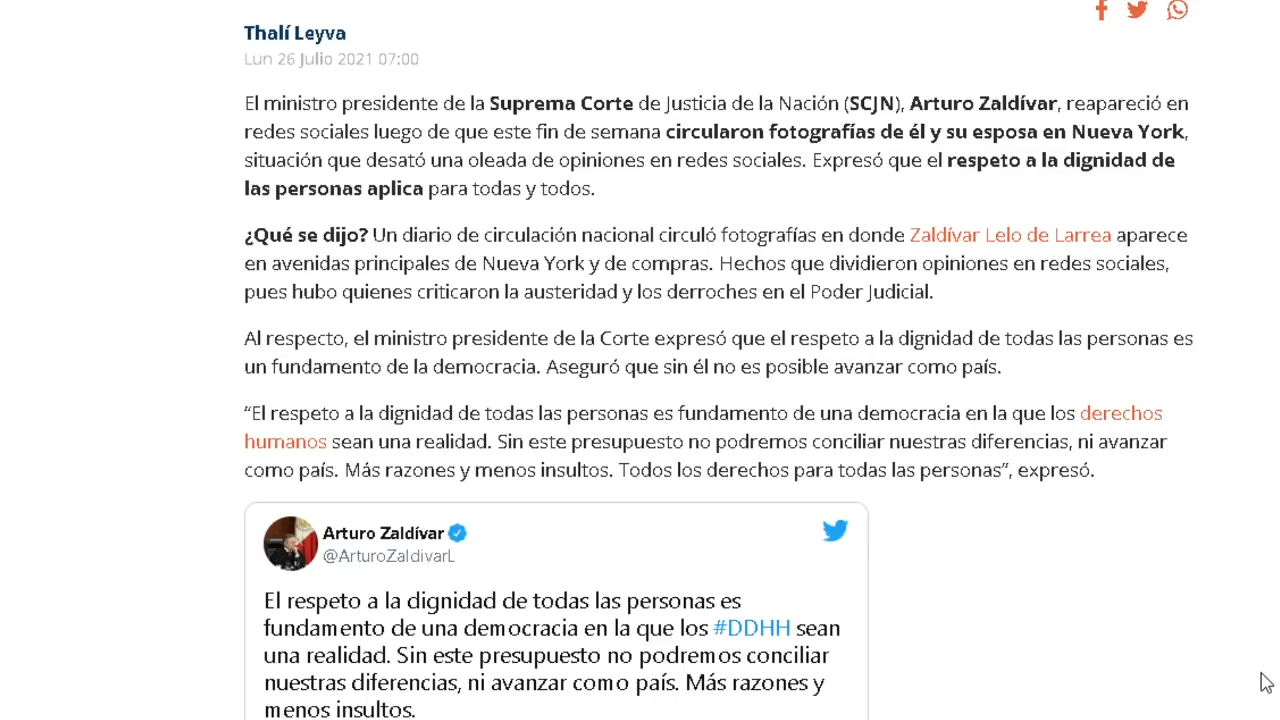 Thalí Leyva
Lun 26 Julio 2021 07:00
El ministro presidente de la Suprema Corte de Justicia de la Nación (SCJN), Arturo Zaldívar, reapareció en
redes sociales luego de que este fin de semana circularon fotografías de él y su esposa en Nueva York,
situación que desató una oleada de opiniones en redes sociales. Expresó que el respeto a la dignidad de
las personas aplica para todas y todos.
¿Qué se dijo? Un diario de circulación nacional circuló fotografías en donde Zaldívar Lelo de Larrea aparece
en avenidas principales de Nueva York y de compras. Hechos que dividieron opiniones en redes sociales,
pues hubo quienes criticaron la austeridad y los derroches en el Poder Judicial.
Al respecto, el ministro presidente de la Corte expresó que el respeto a la dignidad de todas las personas es
un fundamento de la democracia. Aseguró que sin él no es posible avanzar como país.
“El respeto a la dignidad de todas las personas es fundamento de una democracia en la que los derechos
humanos sean una realidad. Sin este presupuesto no podremos conciliar nuestras diferencias, ni avanzar
como país. Más razones y menos insultos. Todos los derechos para todas las personas”, expresó.
Arturo Zaldívar
@ArturoZaldivarL
El respeto a la dignidad de todas las personas es
fundamento de una democracia en la que los #DDHH sean
una realidad. Sin este presupuesto no podremos conciliar
nuestras diferencias, ni avanzar como país. Más razones y
menos insultos.